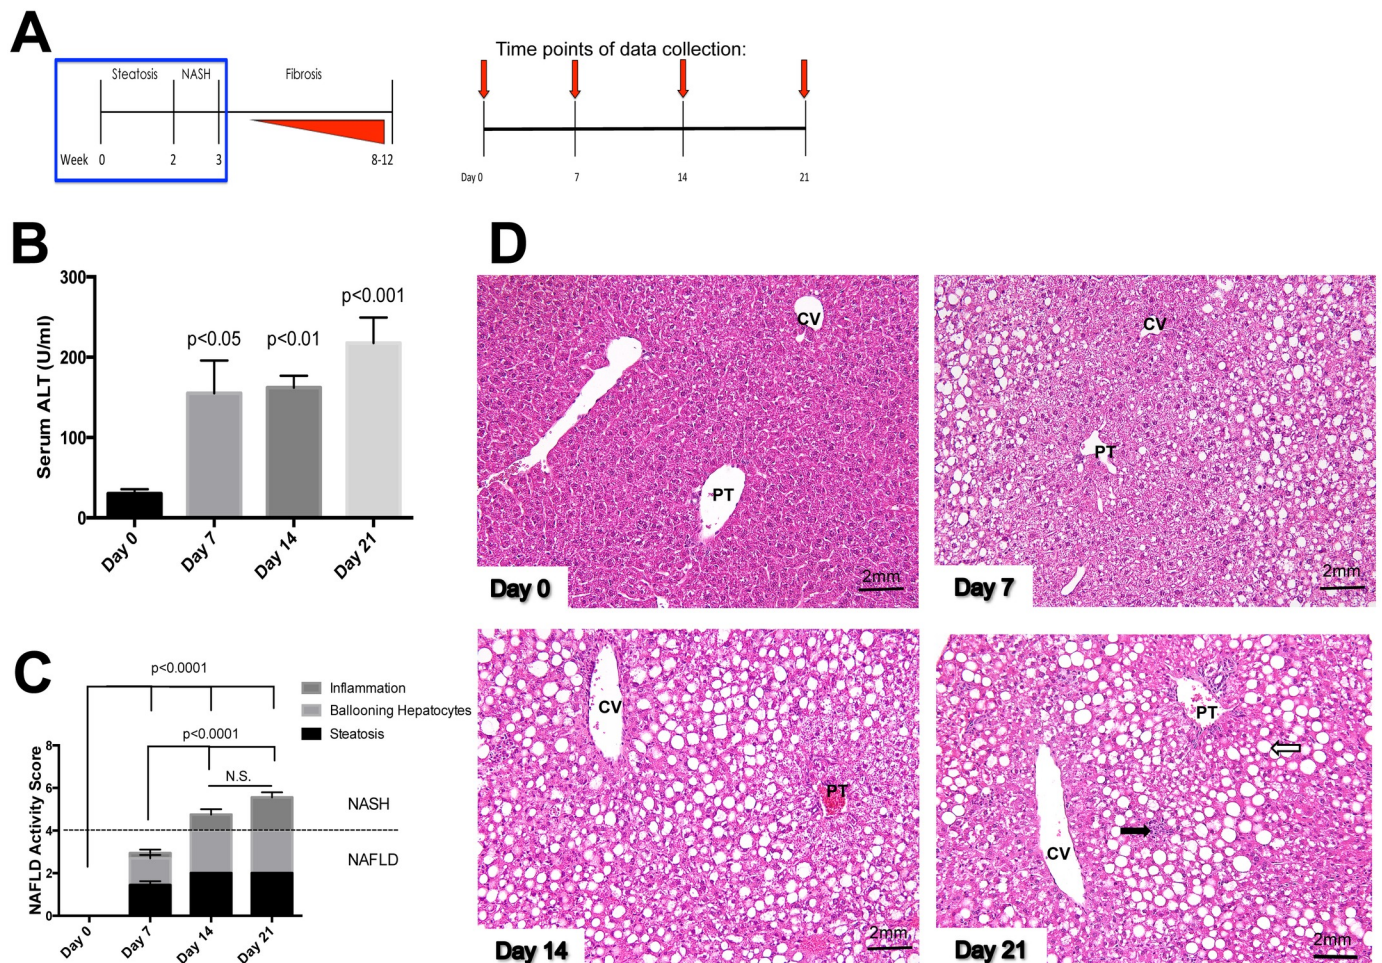 A
Steatosis NASH Fibrosis
Week 0 2 3 8-12
Time points of data collection:
Day 0 7 14 21
B
300
200
100
0
Serum ALT (U/ml)
p<0.05
p<0.01
p<0.001
Day 0
Day 7
Day 14
Day 21
C
p<0.0001
p<0.0001
N.S.
Inflammation
Ballooning Hepatocytes
Steatosis
NAFLD Activity Score
8
6
4
2
0
NASH
NAFLD
Day 0
Day 7
Day 14
Day 21
D
CV
PT
2mm
Day 0
CV
PT
2mm
Day 7
CV
PT
2mm
Day 14
PT
CV
2mm
Day 21